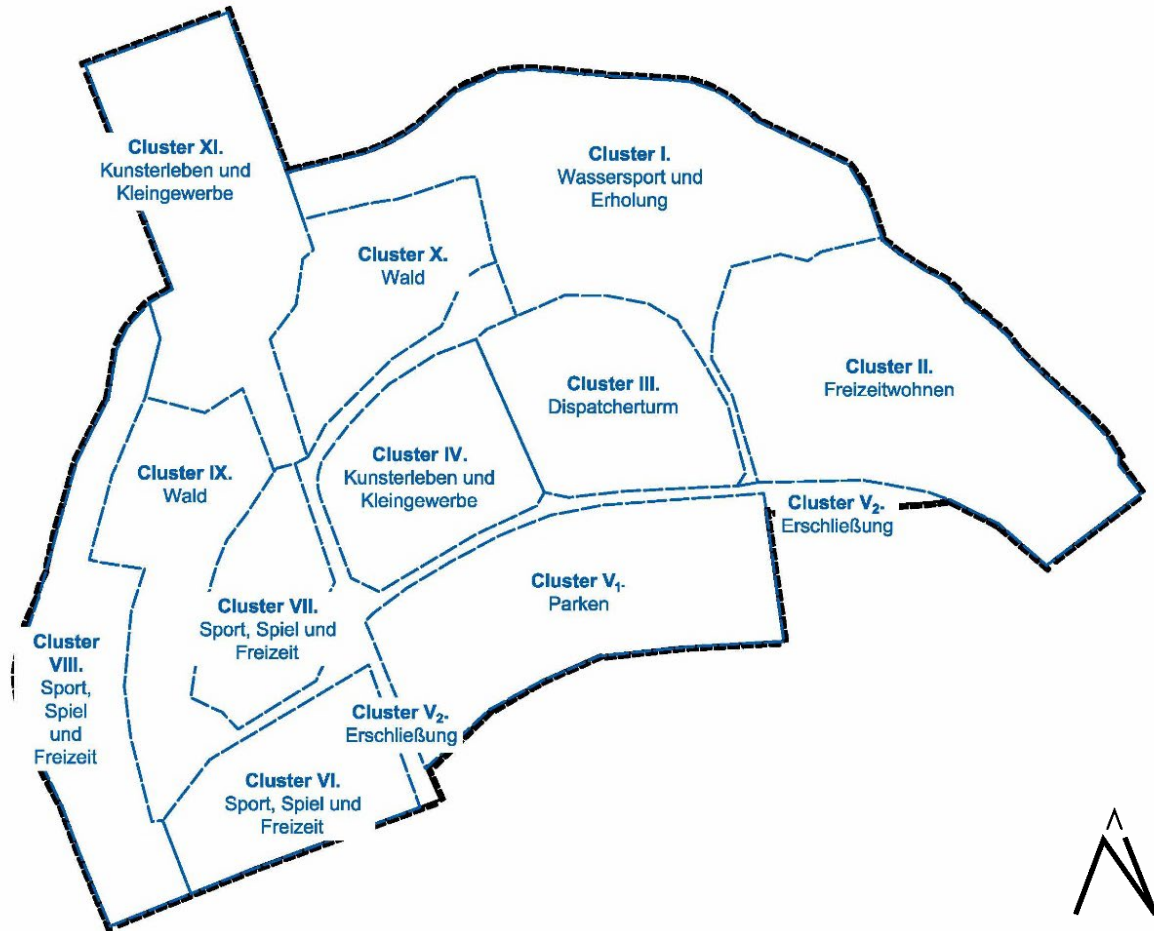 Cluster XI.
Kunsterleben und
Kleingewerbe
Cluster I.
Wassersport und
Erholung
Cluster X.
Wald
Cluster II.
Freizeitwohnen
Cluster III.
Dispatcherturm
Cluster IV.
Kunsterleben und
Kleingewerbe
Cluster IX.
Wald
Cluster V₂.
Erschließung
Cluster V₁.
Parken
Cluster VII.
Sport, Spiel und
Freizeit
Cluster
VIII.
Sport,
Spiel
und
Freizeit
Cluster V₂.
Erschließung
Cluster VI.
Sport, Spiel und
Freizeit